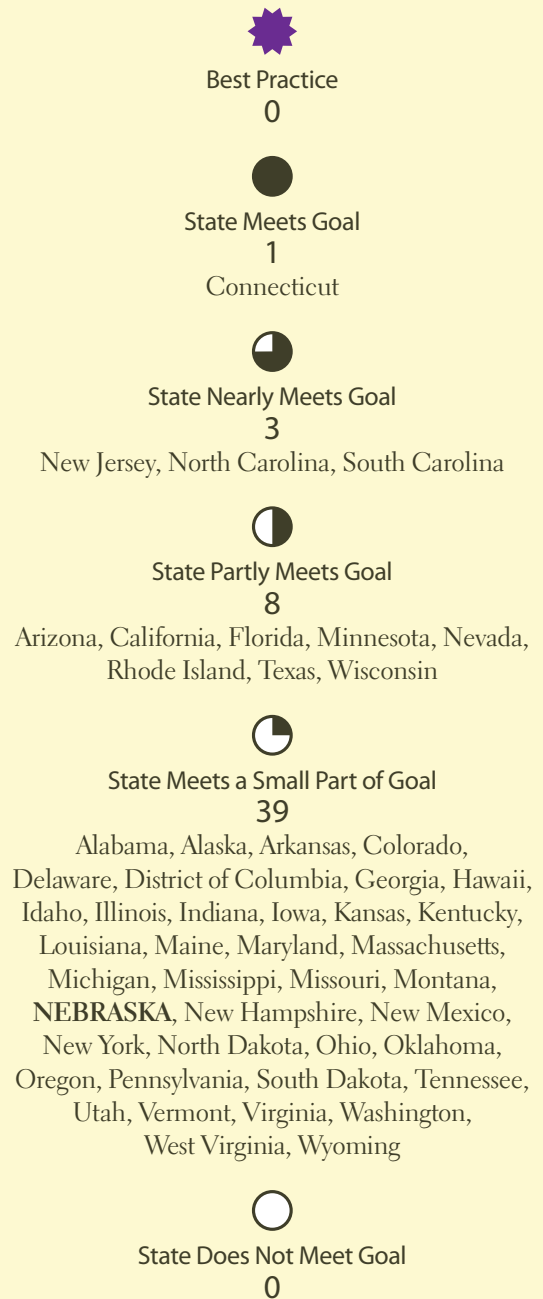 Best Practice
0
State Meets Goal
1
Connecticut
State Nearly Meets Goal
3
New Jersey, North Carolina, South Carolina
State Partly Meets Goal
8
Arizona, California, Florida, Minnesota, Nevada,
Rhode Island, Texas, Wisconsin
State Meets a Small Part of Goal
39
Alabama, Alaska, Arkansas, Colorado,
Delaware, District of Columbia, Georgia, Hawaii,
Idaho, Illinois, Indiana, Iowa, Kansas, Kentucky,
Louisiana, Maine, Maryland, Massachusetts,
Michigan, Mississippi, Missouri, Montana,
NEBRASKA, New Hampshire, New Mexico,
New York, North Dakota, Ohio, Oklahoma,
Oregon, Pennsylvania, South Dakota, Tennessee,
Utah, Vermont, Virginia, Washington,
West Virginia, Wyoming
State Does Not Meet Goal
0